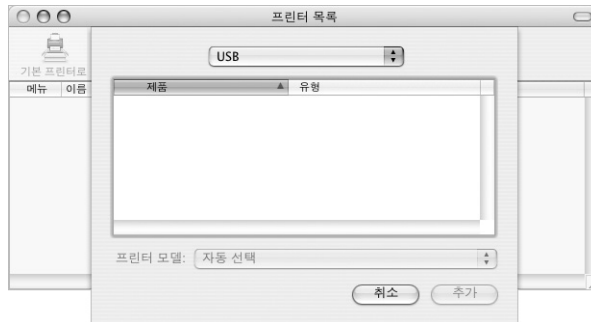 프린터 목록
USB
기본 프린터로
메뉴 이름
제품 유형
프린터 모델: 자동 선택
취소 추가